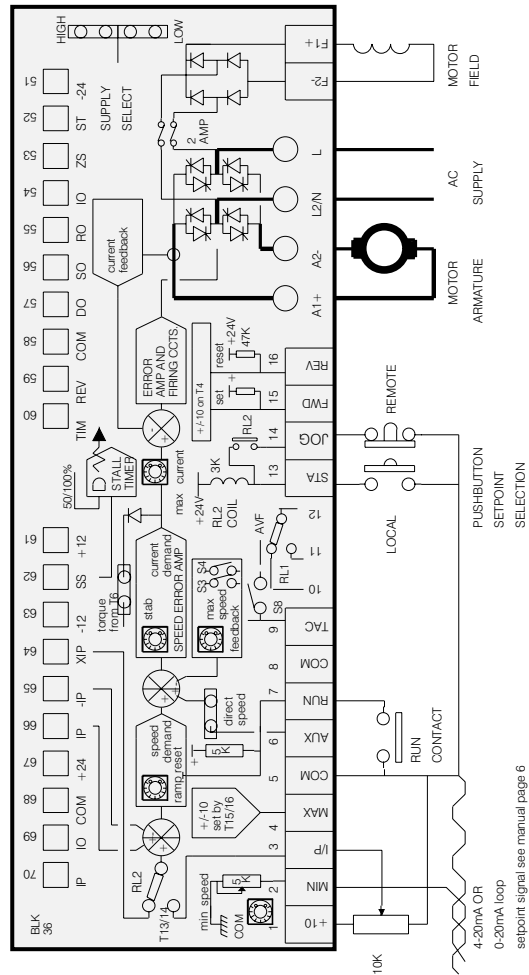 HIGH
LOW
SUPPLY
SELECT
51
-24
52
ST
53
ZS
54
IO
55
RO
56
SO
57
DO
58
COM
59
REV
60
TIM
61
+12
62
SS
63
-12
64
XIP
65
-IP
66
IP
67
+24
68
COM
69
IO
70
IP
BLK
36
2
AMP
current
feedback
ERROR
AMP AND
FIRING CCTS.
+/-10 on T4
set
+
reset
+24V
47K
50/100%
STALL
TIMER
max current
torque
from T6
current
demand
SPEED ERROR AMP
stab
S3 S4
max
speed
feedback
direct
speed
speed
demand
ramp reset
+
5
K
+/-10
set by
T15/16
RL2
T13/14
min speed
5
K
COM
+24V
3K
RL2
COIL
RL2
AVF
RL1
S8
F1+
F2-
L
L2/N
A2-
A1+
16
REV
15
FWD
14
JOG
13
STA
12
11
10
9
TAC
8
COM
7
RUN
6
AUX
5
COM
4
MAX
3
I/P
2
MIN
1
+10
MOTOR
FIELD
AC
SUPPLY
MOTOR
ARMATURE
REMOTE
LOCAL
PUSHBUTTON
SETPOINT
SELECTION
RUN
CONTACT
10K
4-20mA OR
0-20mA loop
setpoint signal see manual page 6